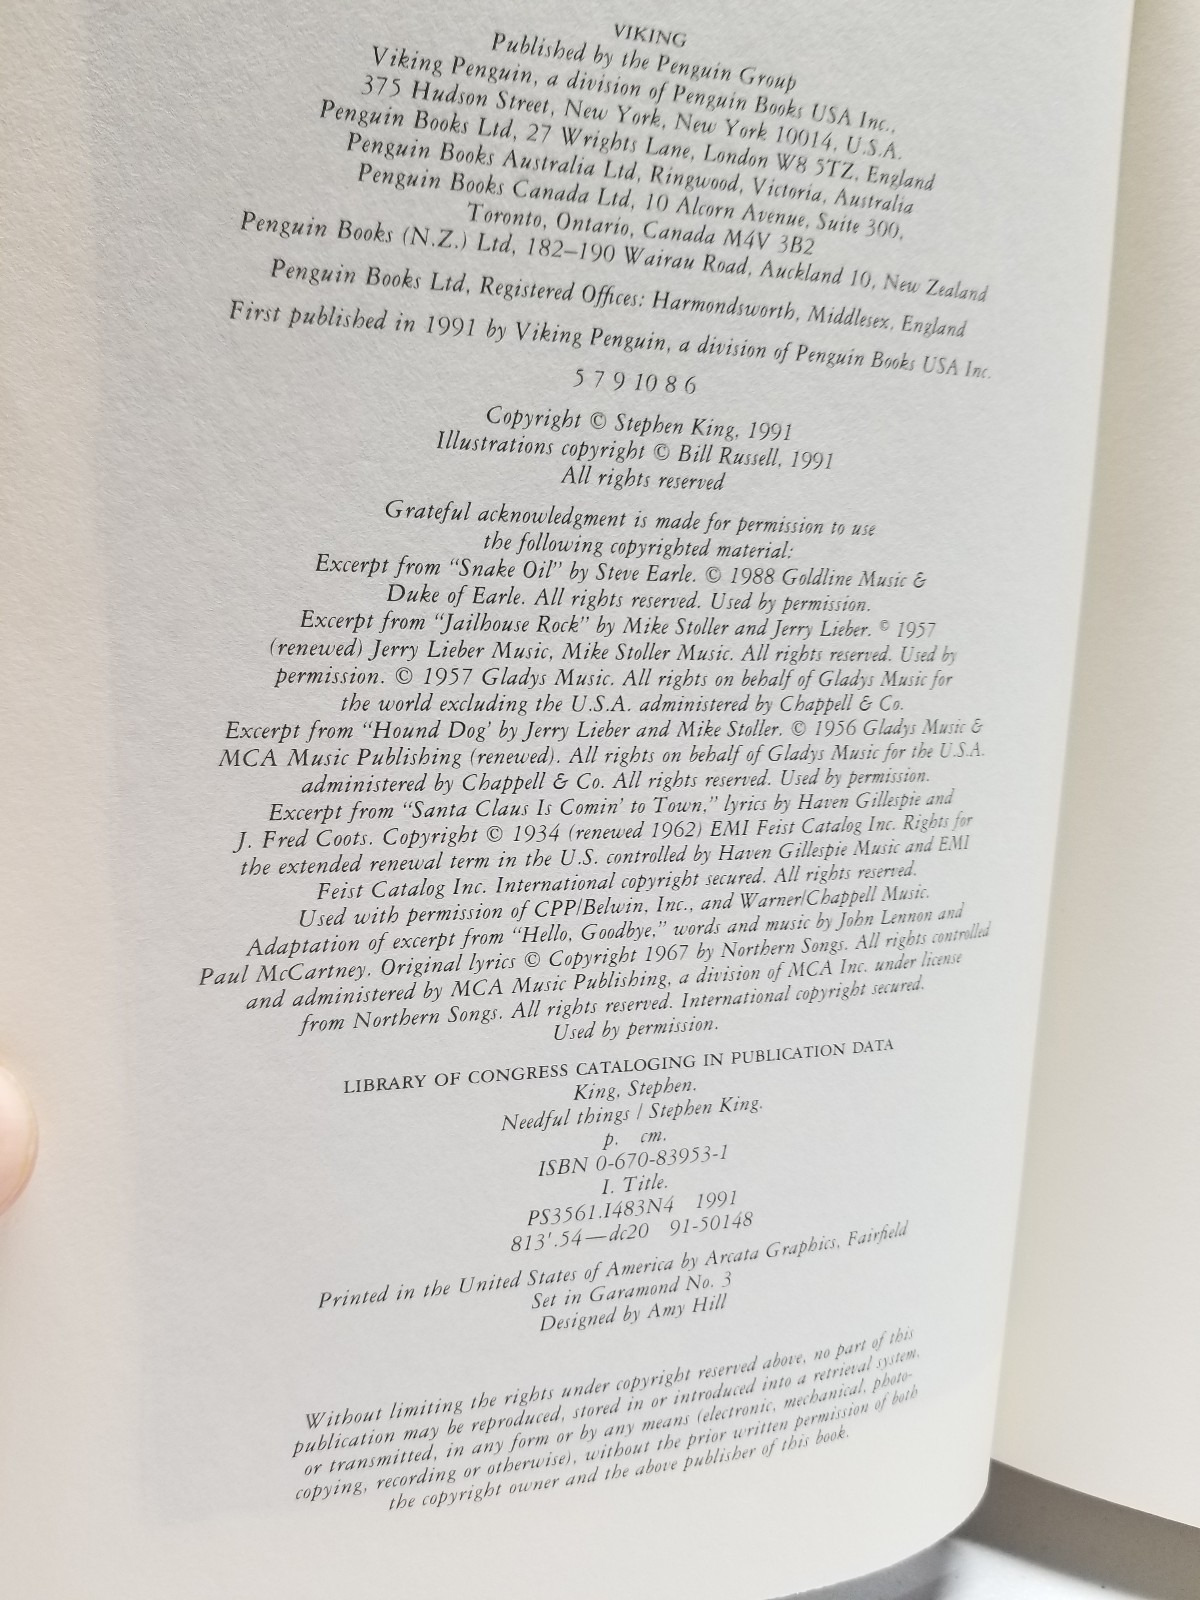 VIKING
Published by the Penguin Group
Viking Penguin, a division of Penguin Books USA Inc.,
375 Hudson Street, New York, New York 10014, U.S.A.
Penguin Books Ltd, 27 Wrights Lane, London W8 5TZ, England
Penguin Books Australia Ltd, Ringwood, Victoria, Australia
Penguin Books Canada Ltd, 10 Alcorn Avenue, Suite 300,
Toronto, Ontario, Canada M4V 3B2
Penguin Books (N.Z.) Ltd, 182–190 Wairau Road, Auckland 10, New Zealand
Penguin Books Ltd, Registered Offices: Harmondsworth, Middlesex, England
First published in 1991 by Viking Penguin, a division of Penguin Books USA Inc.
5 7 9 10 8 6
Copyright © Stephen King, 1991
Illustrations copyright © Bill Russell, 1991
All rights reserved
Grateful acknowledgment is made for permission to use
the following copyrighted material:
Excerpt from “Snake Oil” by Steve Earle. © 1988 Goldline Music &
Duke of Earle. All rights reserved. Used by permission.
Excerpt from “Jailhouse Rock” by Mike Stoller and Jerry Lieber. © 1957
(renewed) Jerry Lieber Music, Mike Stoller Music. All rights reserved. Used by
permission. © 1957 Gladys Music. All rights on behalf of Gladys Music for
the world excluding the U.S.A. administered by Chappell & Co.
Excerpt from “Hound Dog’ by Jerry Lieber and Mike Stoller. © 1956 Gladys Music &
MCA Music Publishing (renewed). All rights on behalf of Gladys Music for the U.S.A.
administered by Chappell & Co. All rights reserved. Used by permission.
Excerpt from “Santa Claus Is Comin’ to Town,” lyrics by Haven Gillespie and
J. Fred Coots. Copyright © 1934 (renewed 1962) EMI Feist Catalog Inc. Rights for
the extended renewal term in the U.S. controlled by Haven Gillespie Music and EMI
Feist Catalog Inc. International copyright secured. All rights reserved.
Used with permission of CPP/Belwin, Inc., and Warner/Chappell Music.
Adaptation of excerpt from “Hello, Goodbye,” words and music by John Lennon and
Paul McCartney. Original lyrics © Copyright 1967 by Northern Songs. All rights controlled
and administered by MCA Music Publishing, a division of MCA Inc. under license
from Northern Songs. All rights reserved. International copyright secured.
Used by permission.
LIBRARY OF CONGRESS CATALOGING IN PUBLICATION DATA
King, Stephen.
Needful things / Stephen King.
p. cm.
ISBN 0-670-83953-1
I. Title.
PS3561.I483N4 1991
813'.54—dc20 91-50148
Printed in the United States of America by Arcata Graphics, Fairfield
Set in Garamond No. 3
Designed by Amy Hill
Without limiting the rights under copyright reserved above, no part of this
publication may be reproduced, stored in or introduced into a retrieval system,
or transmitted, in any form or by any means (electronic, mechanical, photo-
copying, recording or otherwise), without the prior written permission of both
the copyright owner and the above publisher of this book.